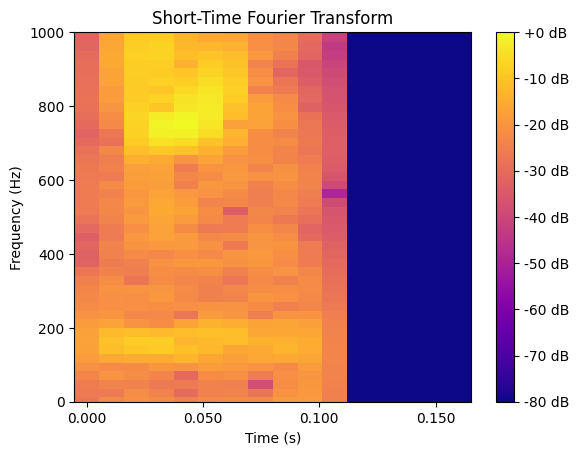 Short-Time Fourier Transform
Frequency (Hz)
1000
800
600
400
200
0
0.000
0.050
0.100
0.150
Time (s)
+0 dB
-10 dB
-20 dB
-30 dB
-40 dB
-50 dB
-60 dB
-70 dB
-80 dB